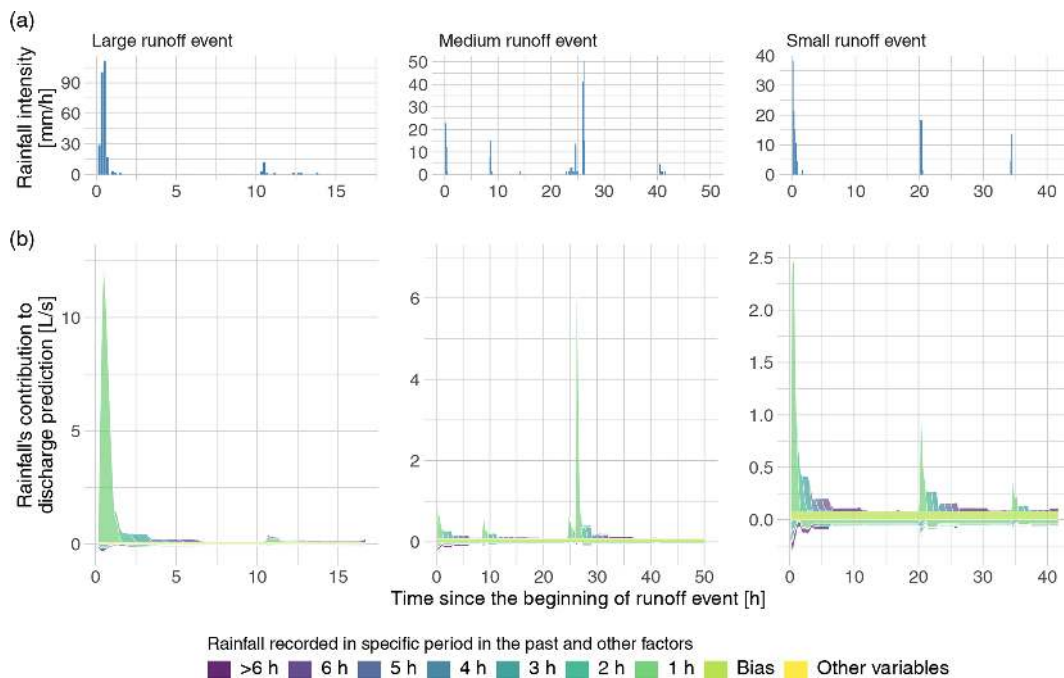 (a)
Large runoff event
Medium runoff event
Small runoff event
Rainfall intensity
[mm/h]
90
60
30
0
0 5 10 15
50
40
30
20
10
0
0 10 20 30 40 50
40
30
20
10
0
0 10 20 30 40
(b)
Rainfall's contribution to
discharge prediction [L/s]
10
5
0
0 5 10 15
6
4
2
0
0 10 20 30 40 50
2.5
2.0
1.5
1.0
0.5
0.0
0 10 20 30 40
Time since the beginning of runoff event [h]
Rainfall recorded in specific period in the past and other factors
>6 h 6 h 5 h 4 h 3 h 2 h 1 h Bias Other variables